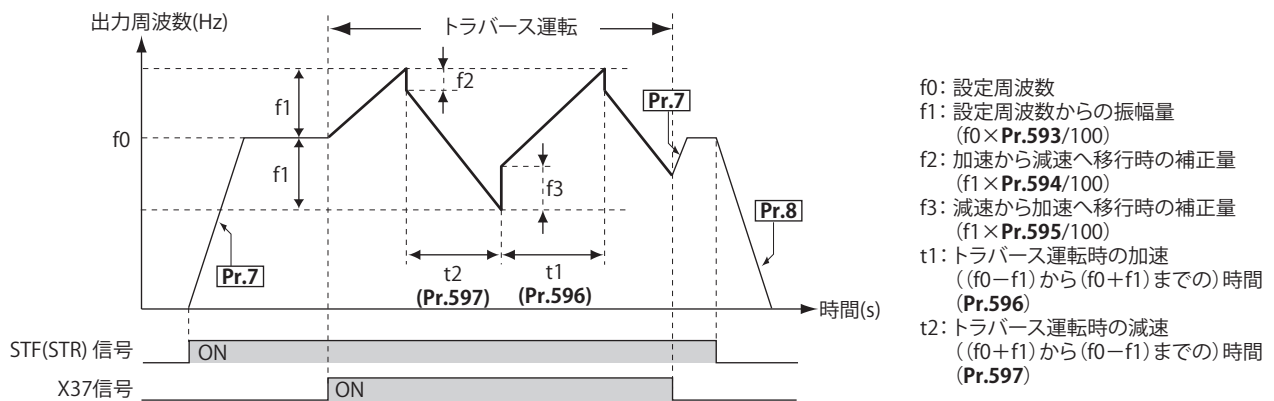 出力周波数(Hz)
トラバース運転
f1
f2
Pr.7
f0
f1
f3
Pr.8
Pr.7
t2
(Pr.597)
t1
(Pr.596)
時間(s)
STF(STR) 信号
ON
X37信号
ON
f0：設定周波数
f1：設定周波数からの振幅量
(f0×Pr.593/100)
f2：加速から減速へ移行時の補正量
(f1×Pr.594/100)
f3：減速から加速へ移行時の補正量
(f1×Pr.595/100)
t1：トラバース運転時の加速
((f0−f1)から(f0+f1)までの)時間
(Pr.596)
t2：トラバース運転時の減速
((f0+f1)から(f0−f1)までの)時間
(Pr.597)